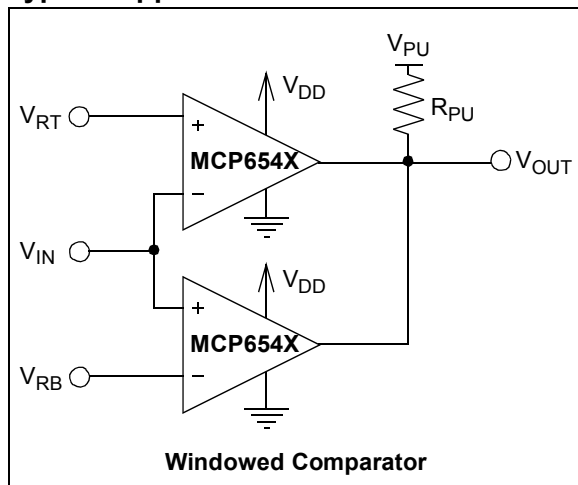 V_PU
V_DD
R_PU
V_RT
+
MCP654X
V_OUT
−
V_IN
V_DD
+
MCP654X
V_RB
−
Windowed Comparator